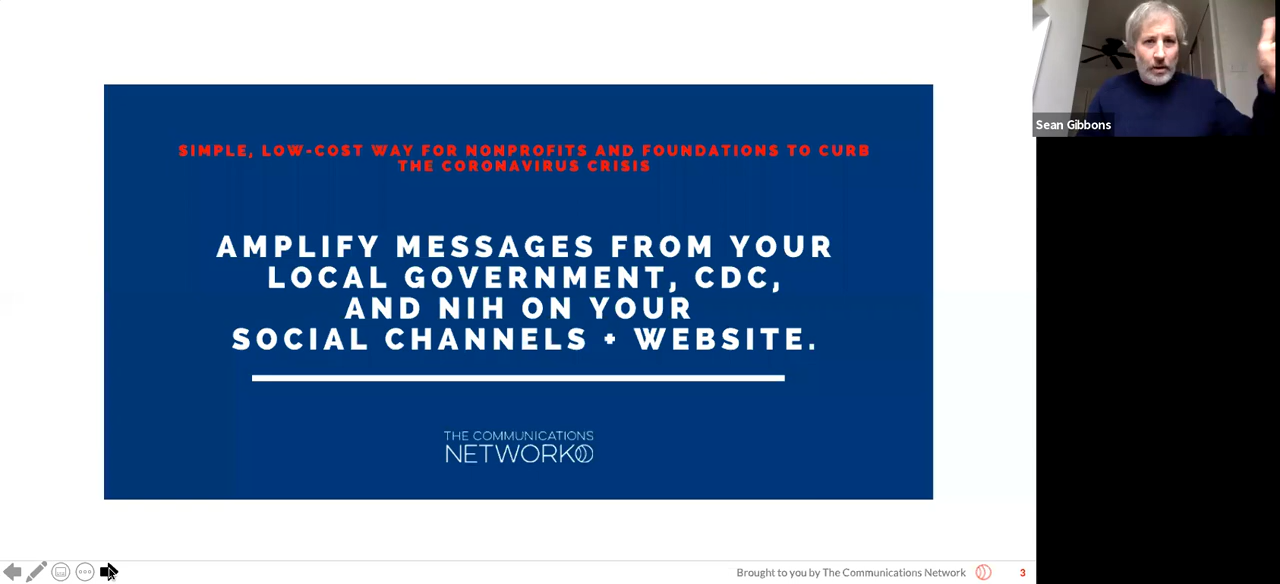 SIMPLE, LOW-COST WAY FOR NONPROFITS AND FOUNDATIONS TO CURB
THE CORONAVIRUS CRISIS
AMPLIFY MESSAGES FROM YOUR
LOCAL GOVERNMENT, CDC,
AND NIH ON YOUR
SOCIAL CHANNELS + WEBSITE.
THE COMMUNICATIONS
NETWORK
Sean Gibbons
Brought to you by The Communications Network
3